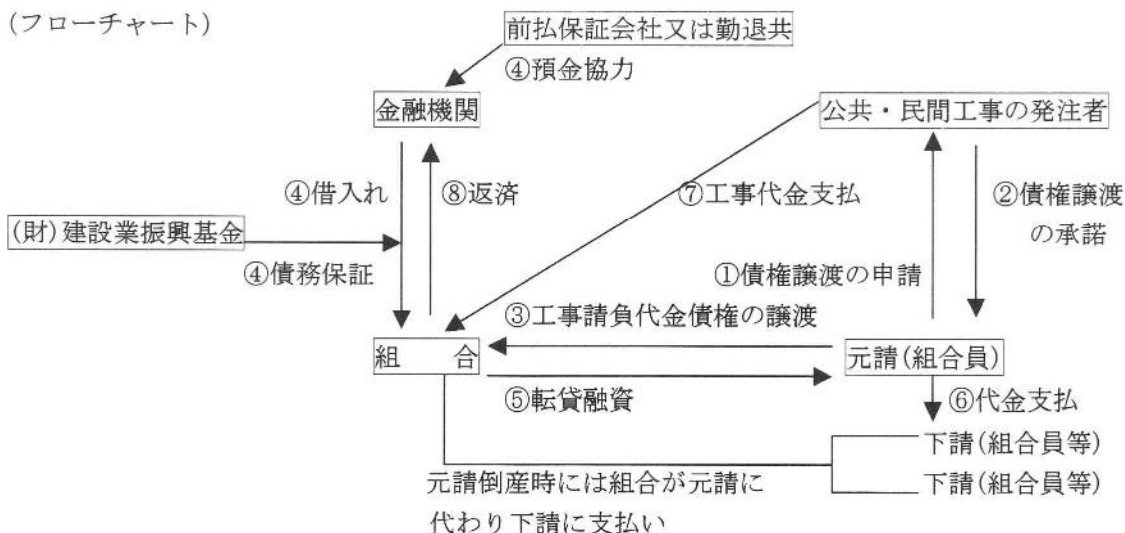 (フローチャート)
前払保証会社又は勤退共
④預金協力
金融機関
公共・民間工事の発注者
④借入れ
⑧返済
⑦工事代金支払
②債権譲渡
の承諾
(財)建設業振興基金
④債務保証
①債権譲渡の申請
③工事請負代金債権の譲渡
組 合
元請(組合員)
⑤転貸融資
⑥代金支払
下請(組合員等)
下請(組合員等)
元請倒産時には組合が元請に
代わり下請に支払い